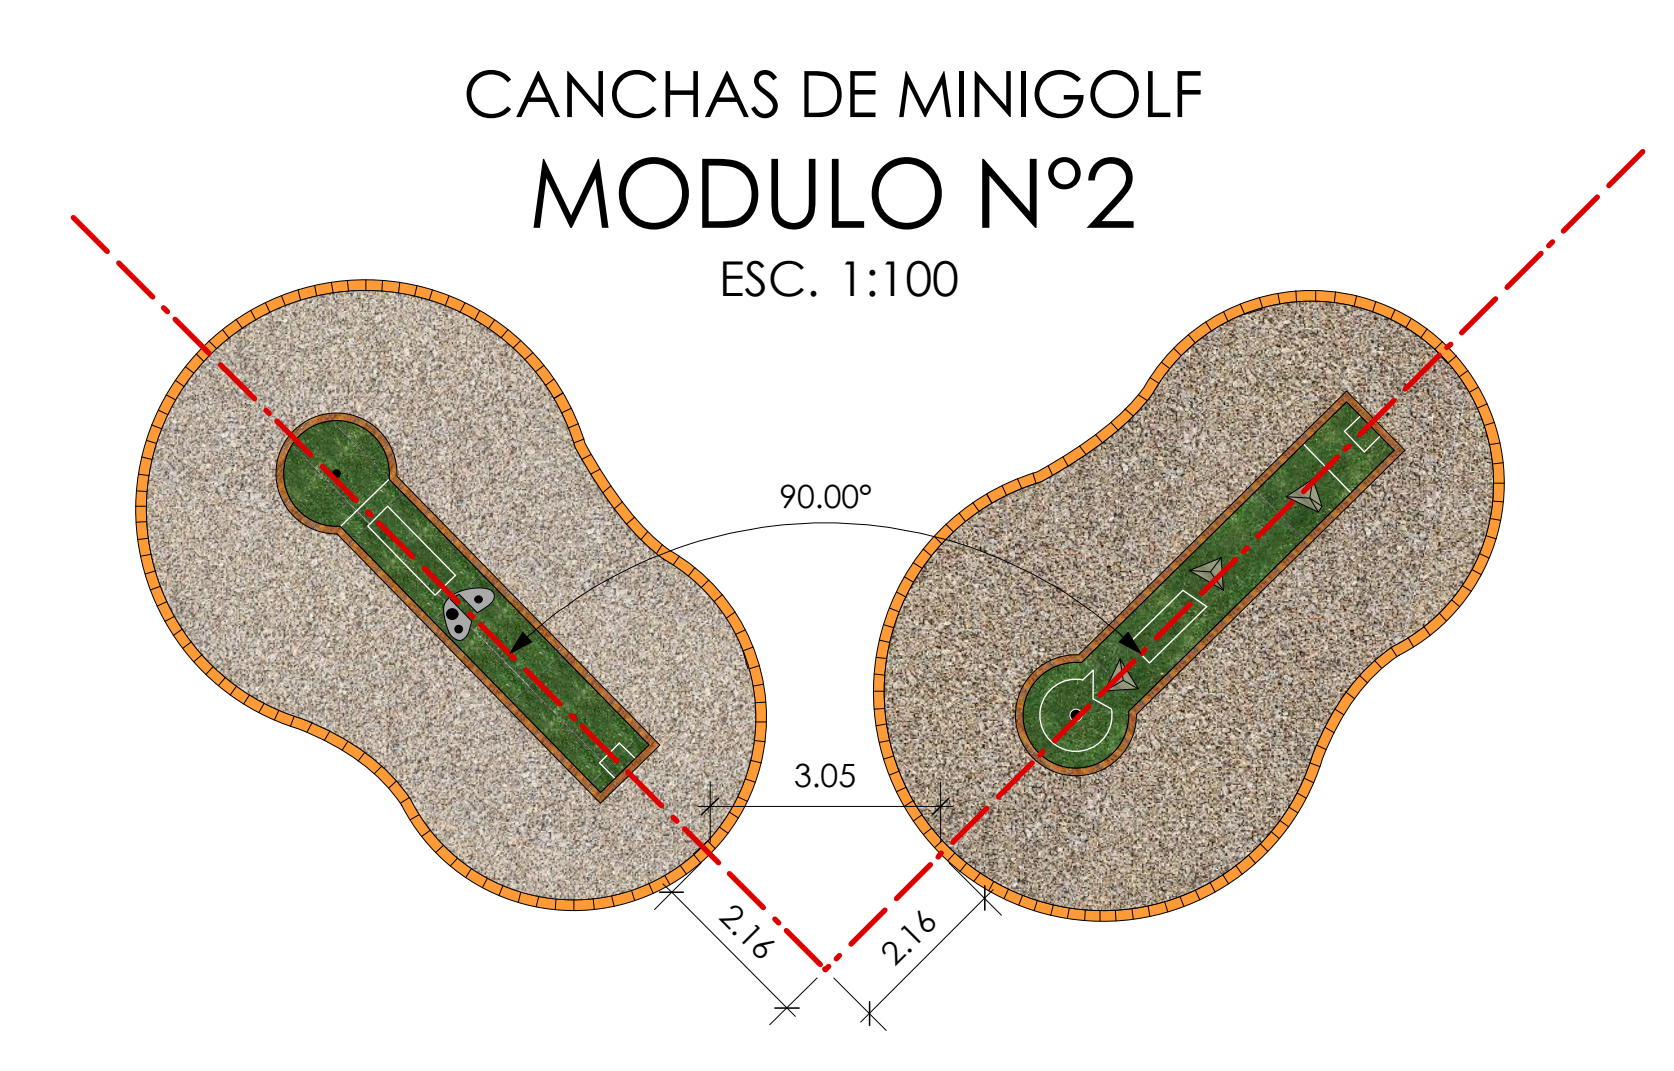 CANCHAS DE MINIGOLF
MODULO N°2
ESC. 1:100
90.00°
3.05
2.16
2.16